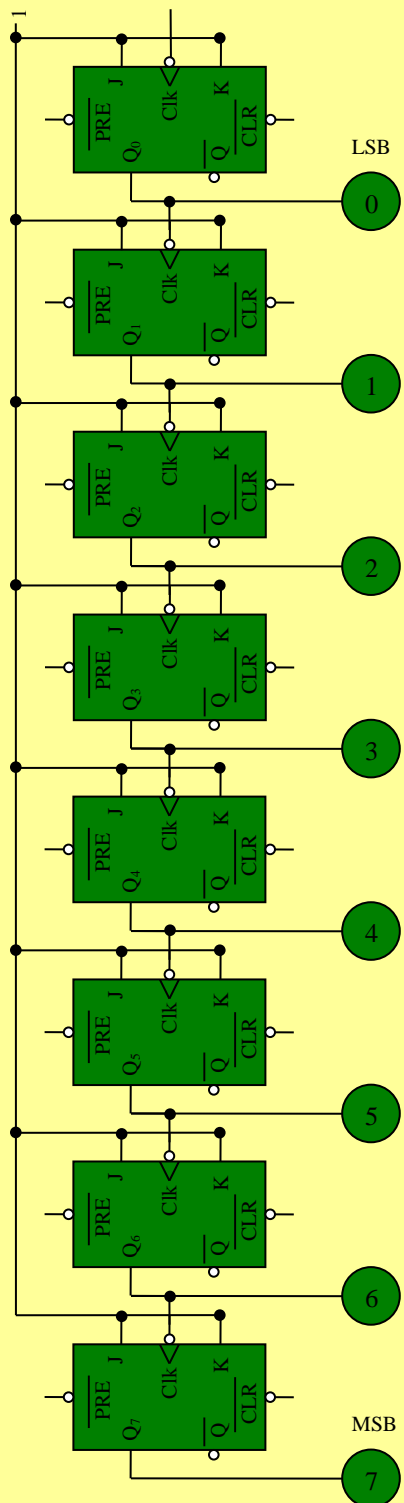 1
J
Clk
K
PRE
CLR
Q0
Q
LSB
0
J
Clk
K
PRE
CLR
Q1
Q
1
J
Clk
K
PRE
CLR
Q2
Q
2
J
Clk
K
PRE
CLR
Q3
Q
3
J
Clk
K
PRE
CLR
Q4
Q
4
J
Clk
K
PRE
CLR
Q5
Q
5
J
Clk
K
PRE
CLR
Q6
Q
6
J
Clk
K
PRE
CLR
Q7
Q
MSB
7